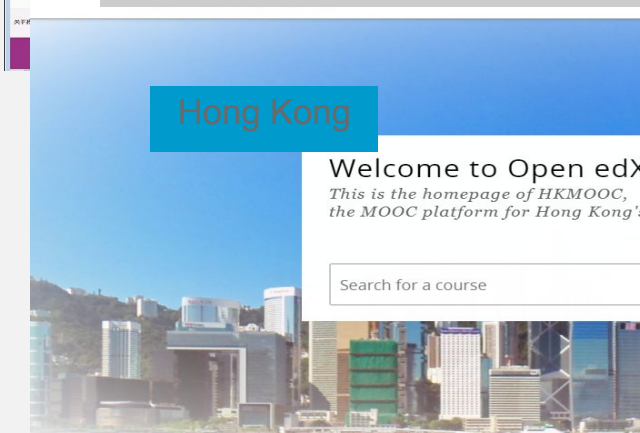 Hong Kong
Welcome to Open edX
This is the homepage of HKMOOC,
the MOOC platform for Hong Kong's
Search for a course